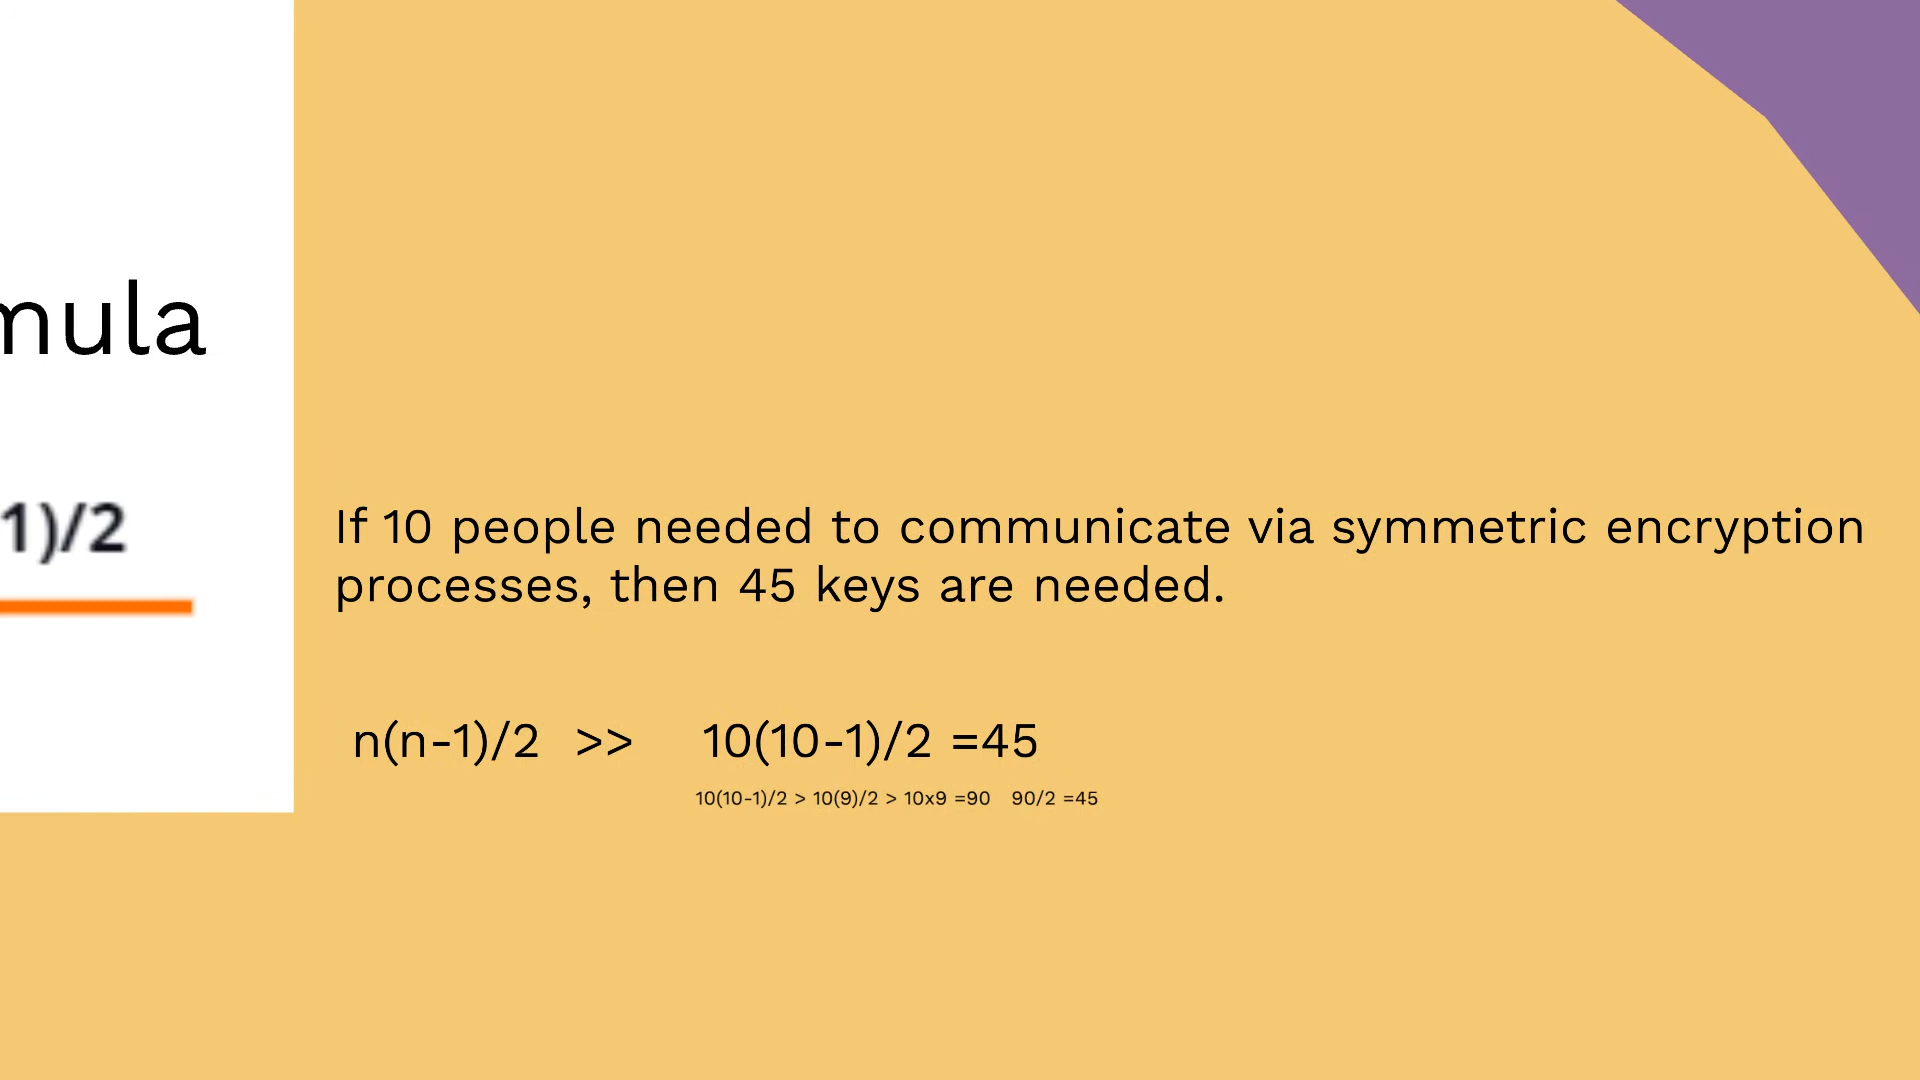 mula
1)/2
If 10 people needed to communicate via symmetric encryption
processes, then 45 keys are needed.
n(n-1)/2 >> 10(10-1)/2 =45
10(10-1)/2 > 10(9)/2 > 10x9 =90 90/2 =45